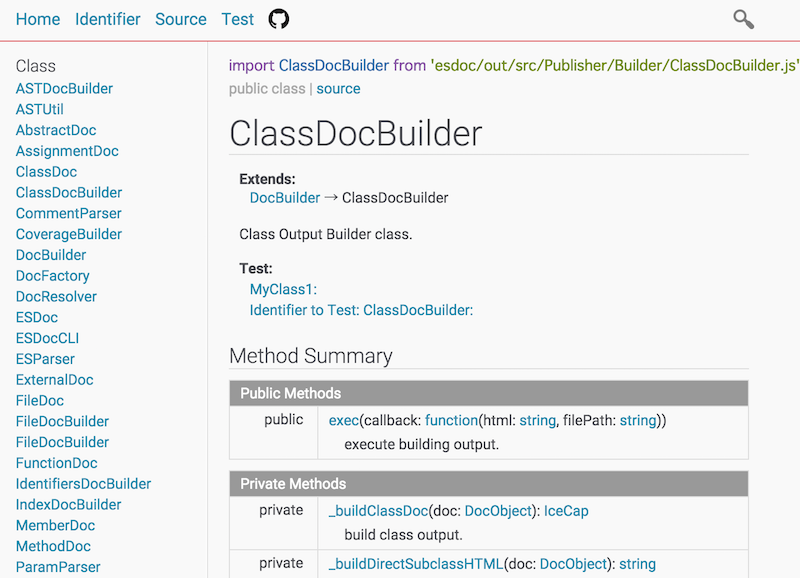 Home Identifier Source Test
Class
ASTDocBuilder
ASTUtil
AbstractDoc
AssignmentDoc
ClassDoc
ClassDocBuilder
CommentParser
CoverageBuilder
DocBuilder
DocFactory
DocResolver
ESDoc
ESDocCLI
ESParser
ExternalDoc
FileDoc
FileDocBuilder
FileDocBuilder
FunctionDoc
IdentifiersDocBuilder
IndexDocBuilder
MemberDoc
MethodDoc
ParamParser
import ClassDocBuilder from 'esdoc/out/src/Publisher/Builder/ClassDocBuilder.js'
public class | source
ClassDocBuilder
Extends:
DocBuilder → ClassDocBuilder
Class Output Builder class.
Test:
MyClass1:
Identifier to Test: ClassDocBuilder:
Method Summary
Public Methods
public exec(callback: function(html: string, filePath: string))
execute building output.
Private Methods
private _buildClassDoc(doc: DocObject): IceCap
build class output.
private _buildDirectSubclassHTML(doc: DocObject): string